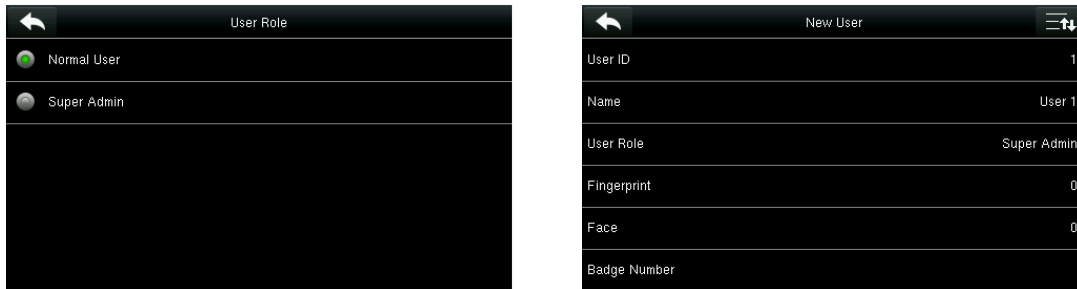 User Role
Normal User
Super Admin
New User
User ID 1
Name User 1
User Role Super Admin
Fingerprint 0
Face 0
Badge Number